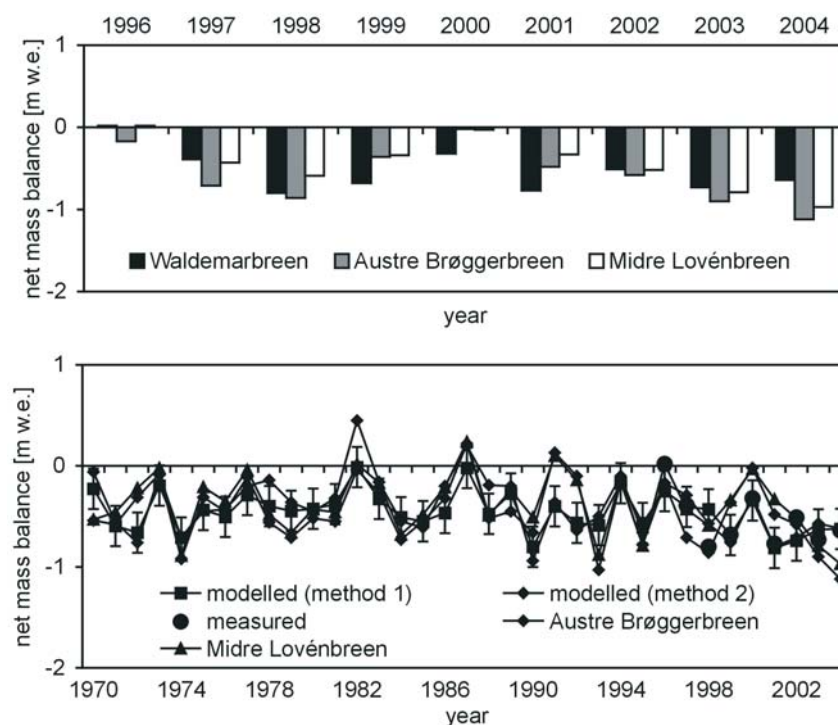 1996 1997 1998 1999 2000 2001 2002 2003 2004
net mass balance [m w.e.]
1
0
-1
-2
Waldemarbreen Austre Brøggerbreen Midre Lovénbreen
year
net mass balance [m w.e.]
1
0
-1
-2
modelled (method 1) modelled (method 2)
measured Austre Brøggerbreen
Midre Lovénbreen
1970 1974 1978 1982 1986 1990 1994 1998 2002
year